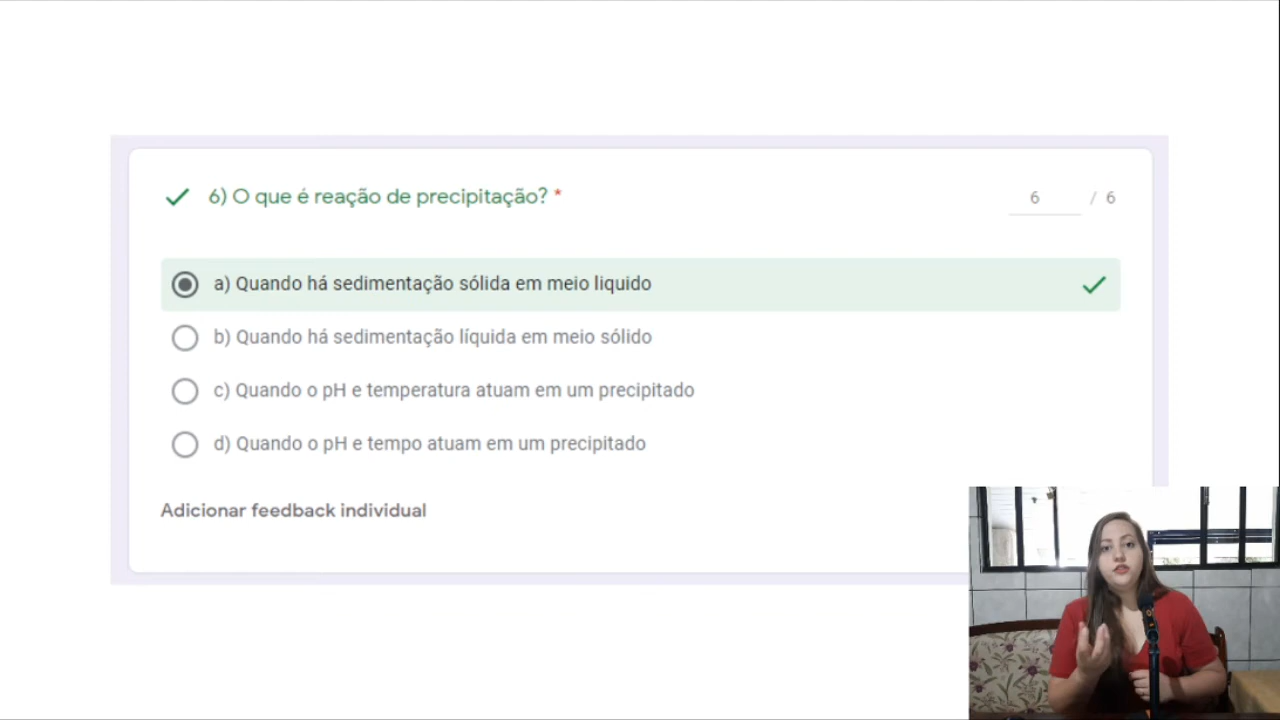 6) O que é reação de precipitação? *
6 / 6
a) Quando há sedimentação sólida em meio liquido
b) Quando há sedimentação líquida em meio sólido
c) Quando o pH e temperatura atuam em um precipitado
d) Quando o pH e tempo atuam em um precipitado
Adicionar feedback individual